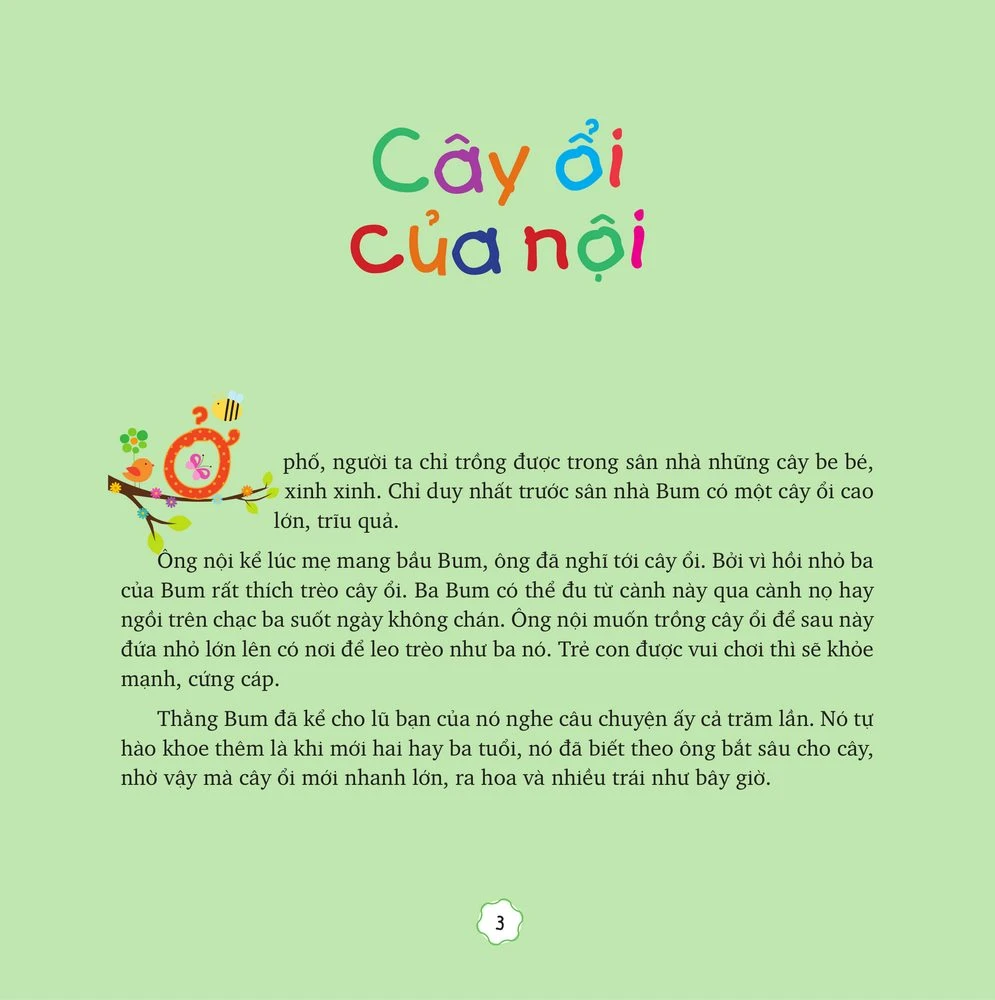 Cây ổi
của nội
Ở phố, người ta chỉ trồng được trong sân nhà những cây be bé,
xinh xinh. Chỉ duy nhất trước sân nhà Bum có một cây ổi cao
lớn, trĩu quả.
Ông nội kể lúc mẹ mang bầu Bum, ông đã nghĩ tới cây ổi. Bởi vì hồi nhỏ ba
của Bum rất thích trèo cây ổi. Ba Bum có thể đu từ cành này qua cành nọ hay
ngồi trên chạc ba suốt ngày không chán. Ông nội muốn trồng cây ổi để sau này
đứa nhỏ lớn lên có nơi để leo trèo như ba nó. Trẻ con được vui chơi thì sẽ khỏe
mạnh, cứng cáp.
Thằng Bum đã kể cho lũ bạn của nó nghe câu chuyện ấy cả trăm lần. Nó tự
hào khoe thêm là khi mới hai hay ba tuổi, nó đã biết theo ông bắt sâu cho cây,
nhờ vậy mà cây ổi mới nhanh lớn, ra hoa và nhiều trái như bây giờ.
3